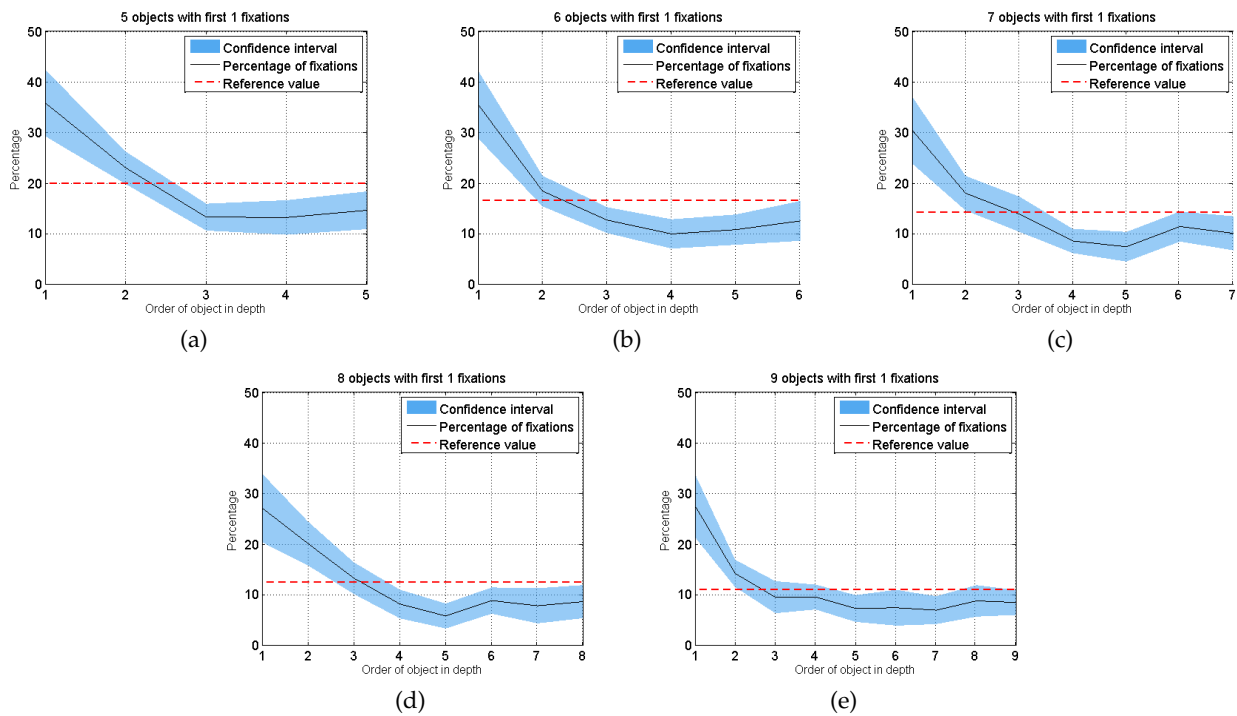 5 objects with first 1 fixations
50
40
30
20
10
0
Percentage
Confidence interval
Percentage of fixations
Reference value
1 2 3 4 5
Order of object in depth
(a)
6 objects with first 1 fixations
50
40
30
20
10
0
Percentage
Confidence interval
Percentage of fixations
Reference value
1 2 3 4 5 6
Order of object in depth
(b)
7 objects with first 1 fixations
50
40
30
20
10
0
Percentage
Confidence interval
Percentage of fixations
Reference value
1 2 3 4 5 6 7
Order of object in depth
(c)
8 objects with first 1 fixations
50
40
30
20
10
0
Percentage
Confidence interval
Percentage of fixations
Reference value
1 2 3 4 5 6 7 8
Order of object in depth
(d)
9 objects with first 1 fixations
50
40
30
20
10
0
Percentage
Confidence interval
Percentage of fixations
Reference value
1 2 3 4 5 6 7 8 9
Order of object in depth
(e)